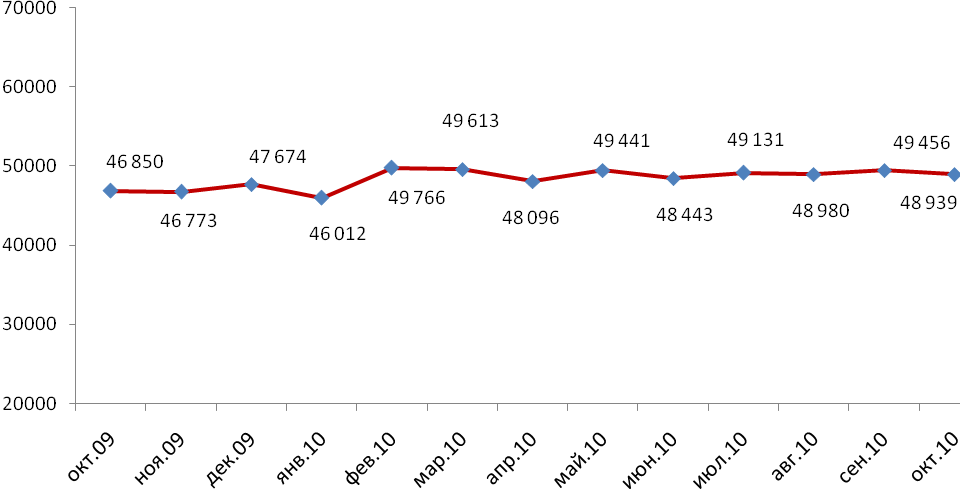 70000
60000
50000
40000
30000
20000
46 850
46 773
47 674
46 012
49 766
49 613
48 096
49 441
48 443
49 131
48 980
49 456
48 939
окт.09
ноя.09
дек.09
янв.10
фев.10
мар.10
апр.10
май.10
июн.10
июл.10
авг.10
сен.10
окт.10